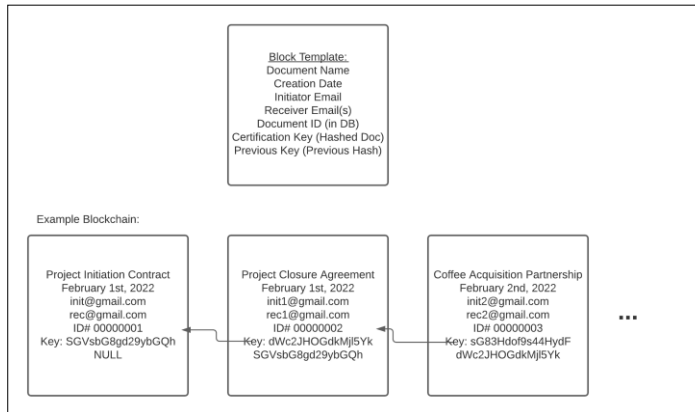 Block Template:
Document Name
Creation Date
Initiator Email
Receiver Email(s)
Document ID (in DB)
Certification Key (Hashed Doc)
Previous Key (Previous Hash)
Example Blockchain:
Project Initiation Contract
February 1st, 2022
init@gmail.com
rec@gmail.com
ID# 00000001
Key: SGVsbG8gd29ybGQh
NULL
Project Closure Agreement
February 1st, 2022
init1@gmail.com
rec1@gmail.com
ID# 00000002
Key: dWc2JHOGdkMjl5Yk
SGVsbG8gd29ybGQh
Coffee Acquisition Partnership
February 2nd, 2022
init2@gmail.com
rec2@gmail.com
ID# 00000003
Key: sG83Hdof9s44HydF
dWc2JHOGdkMjl5Yk
...